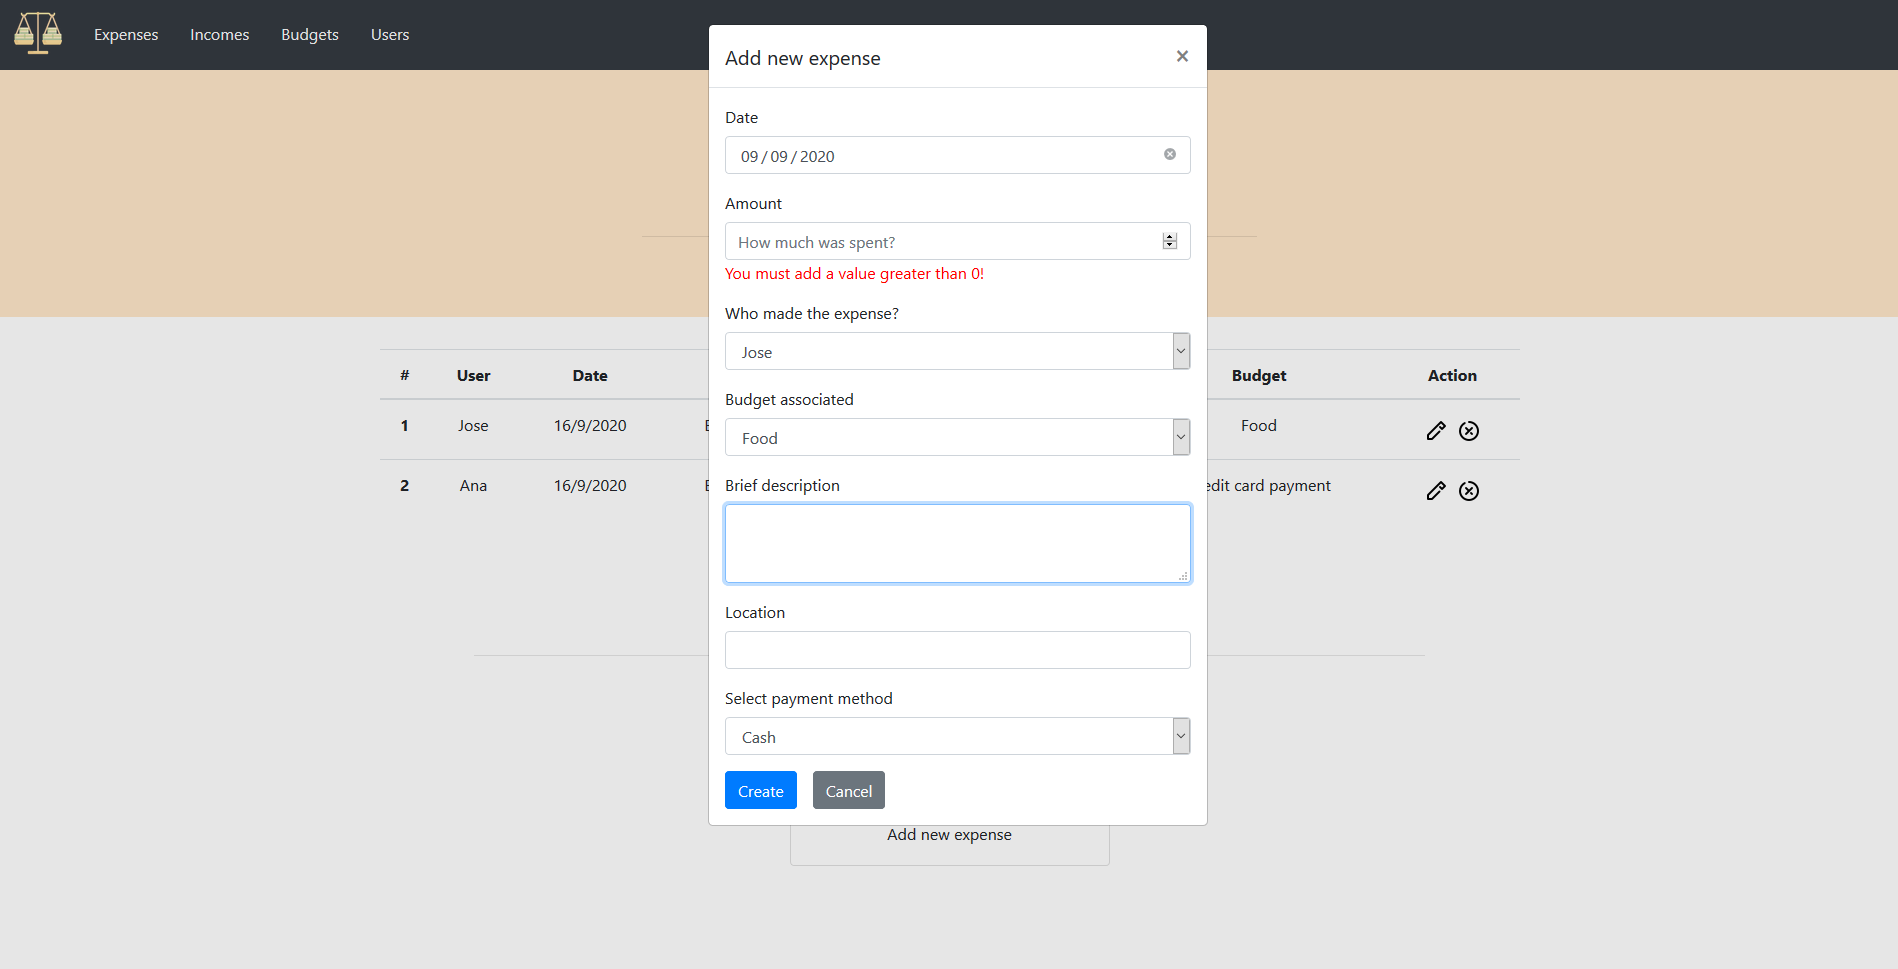 Expenses Incomes Budgets Users
Add new expense ×
Date
09 / 09 / 2020
Amount
How much was spent?
You must add a value greater than 0!
Who made the expense?
Jose
Budget associated
Food
Brief description
Location
Select payment method
Cash
Create Cancel
# User Date Budget Action
1 Jose 16/9/2020 Food
2 Ana 16/9/2020 edit card payment
Add new expense